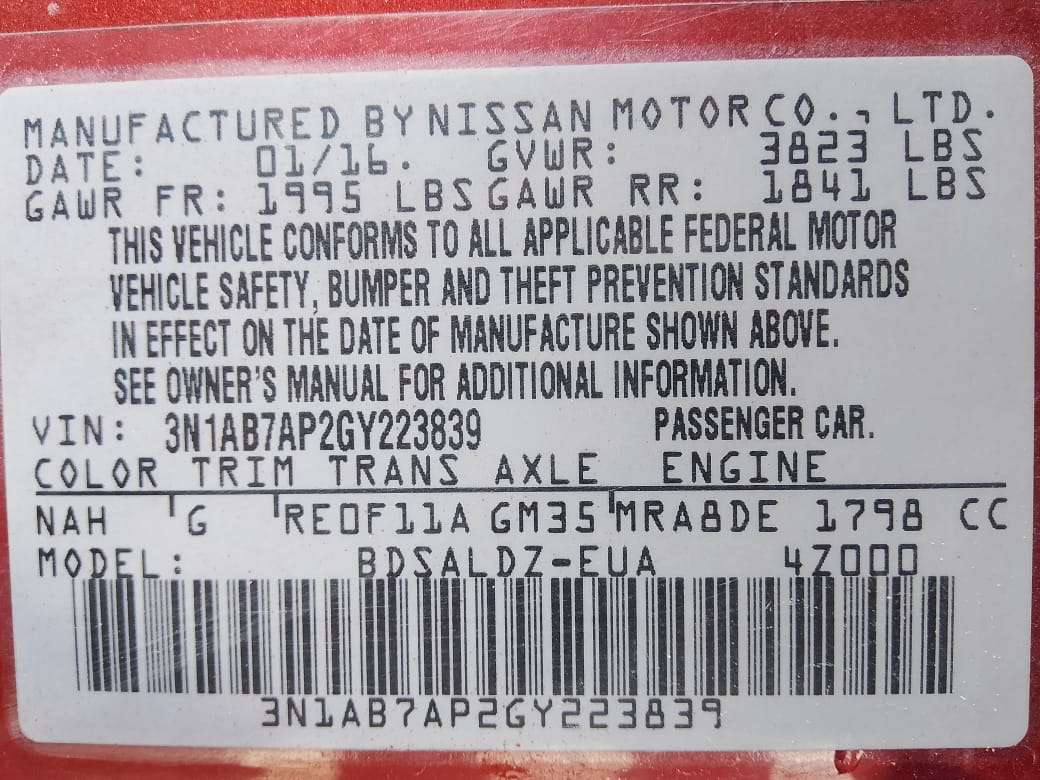 MANUFACTURED BY NISSAN MOTOR CO., LTD.
DATE: 01/16. GVWR: 3823 LBS
GAWR FR: 1995 LBS GAWR RR: 1841 LBS
THIS VEHICLE CONFORMS TO ALL APPLICABLE FEDERAL MOTOR
VEHICLE SAFETY, BUMPER AND THEFT PREVENTION STANDARDS
IN EFFECT ON THE DATE OF MANUFACTURE SHOWN ABOVE.
SEE OWNER'S MANUAL FOR ADDITIONAL INFORMATION.
VIN: 3N1AB7AP2GY223839 PASSENGER CAR.
COLOR TRIM TRANS AXLE ENGINE
NAH G RE0F11A GM35 MRA8DE 1798 CC
MODEL: BDSALDZ-EUA 4Z000
3N1AB7AP2GY223839